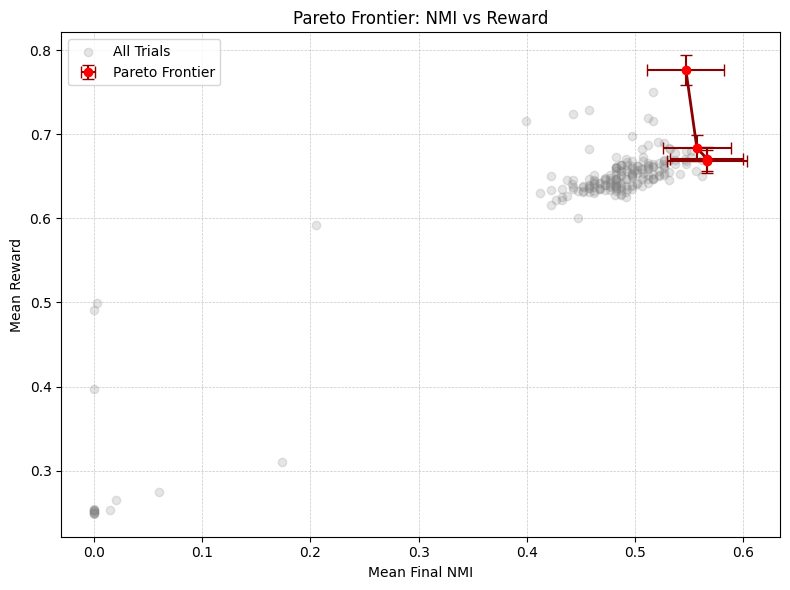 Pareto Frontier: NMI vs Reward
All Trials
Pareto Frontier
0.8
0.7
0.6
0.5
0.4
0.3
Mean Reward
0.0 0.1 0.2 0.3 0.4 0.5 0.6
Mean Final NMI